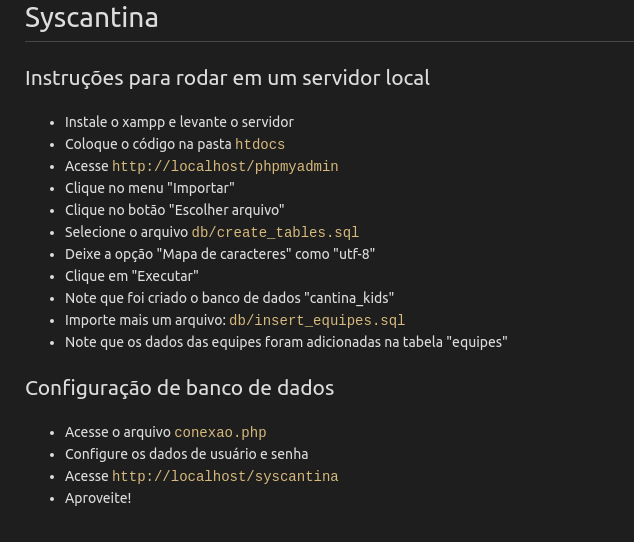 Syscantina
Instruções para rodar em um servidor local
• Instale o xampp e levante o servidor
• Coloque o código na pasta htdocs
• Acesse http://localhost/phpmyadmin
• Clique no menu "Importar"
• Clique no botão "Escolher arquivo"
• Selecione o arquivo db/create_tables.sql
• Deixe a opção "Mapa de caracteres" como "utf-8"
• Clique em "Executar"
• Note que foi criado o banco de dados "cantina_kids"
• Importe mais um arquivo: db/insert_equipes.sql
• Note que os dados das equipes foram adicionadas na tabela "equipes"
Configuração de banco de dados
• Acesse o arquivo conexao.php
• Configure os dados de usuário e senha
• Acesse http://localhost/syscantina
• Aproveite!